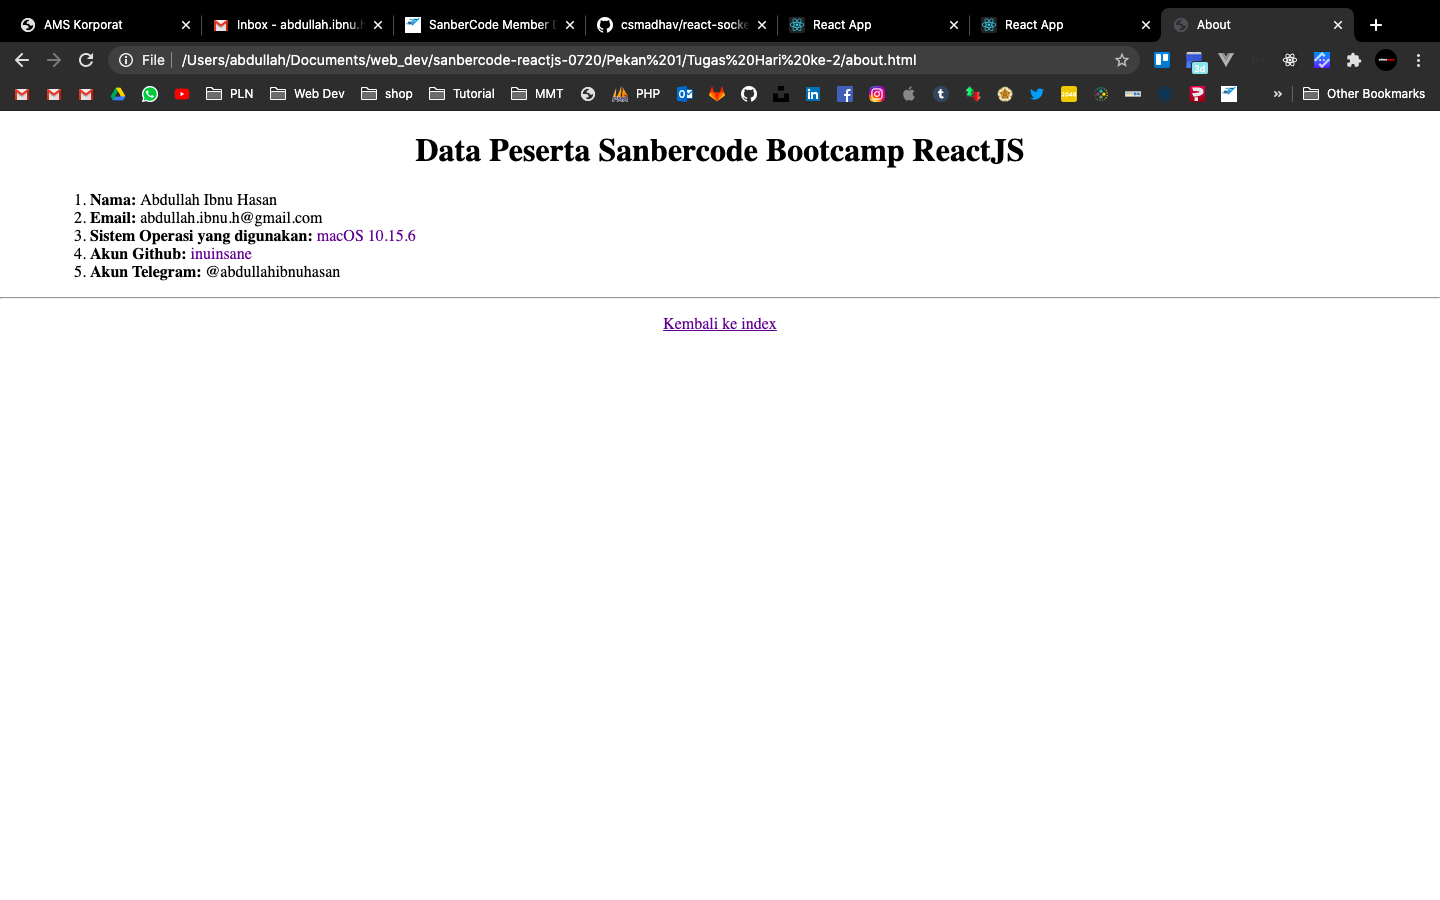 AMS Korporat
Inbox - abdullah.ibnu.h
SanberCode Member D
csmadhav/react-socke
React App
React App
About
File
/Users/abdullah/Documents/web_dev/sanbercode-reactjs-0720/Pekan%201/Tugas%20Hari%20ke-2/about.html
3d
PLN
Web Dev
shop
Tutorial
MMT
PHP
2048
Other Bookmarks
Data Peserta Sanbercode Bootcamp ReactJS
1. Nama: Abdullah Ibnu Hasan
2. Email: abdullah.ibnu.h@gmail.com
3. Sistem Operasi yang digunakan: macOS 10.15.6
4. Akun Github: inuinsane
5. Akun Telegram: @abdullahibnuhasan
Kembali ke index